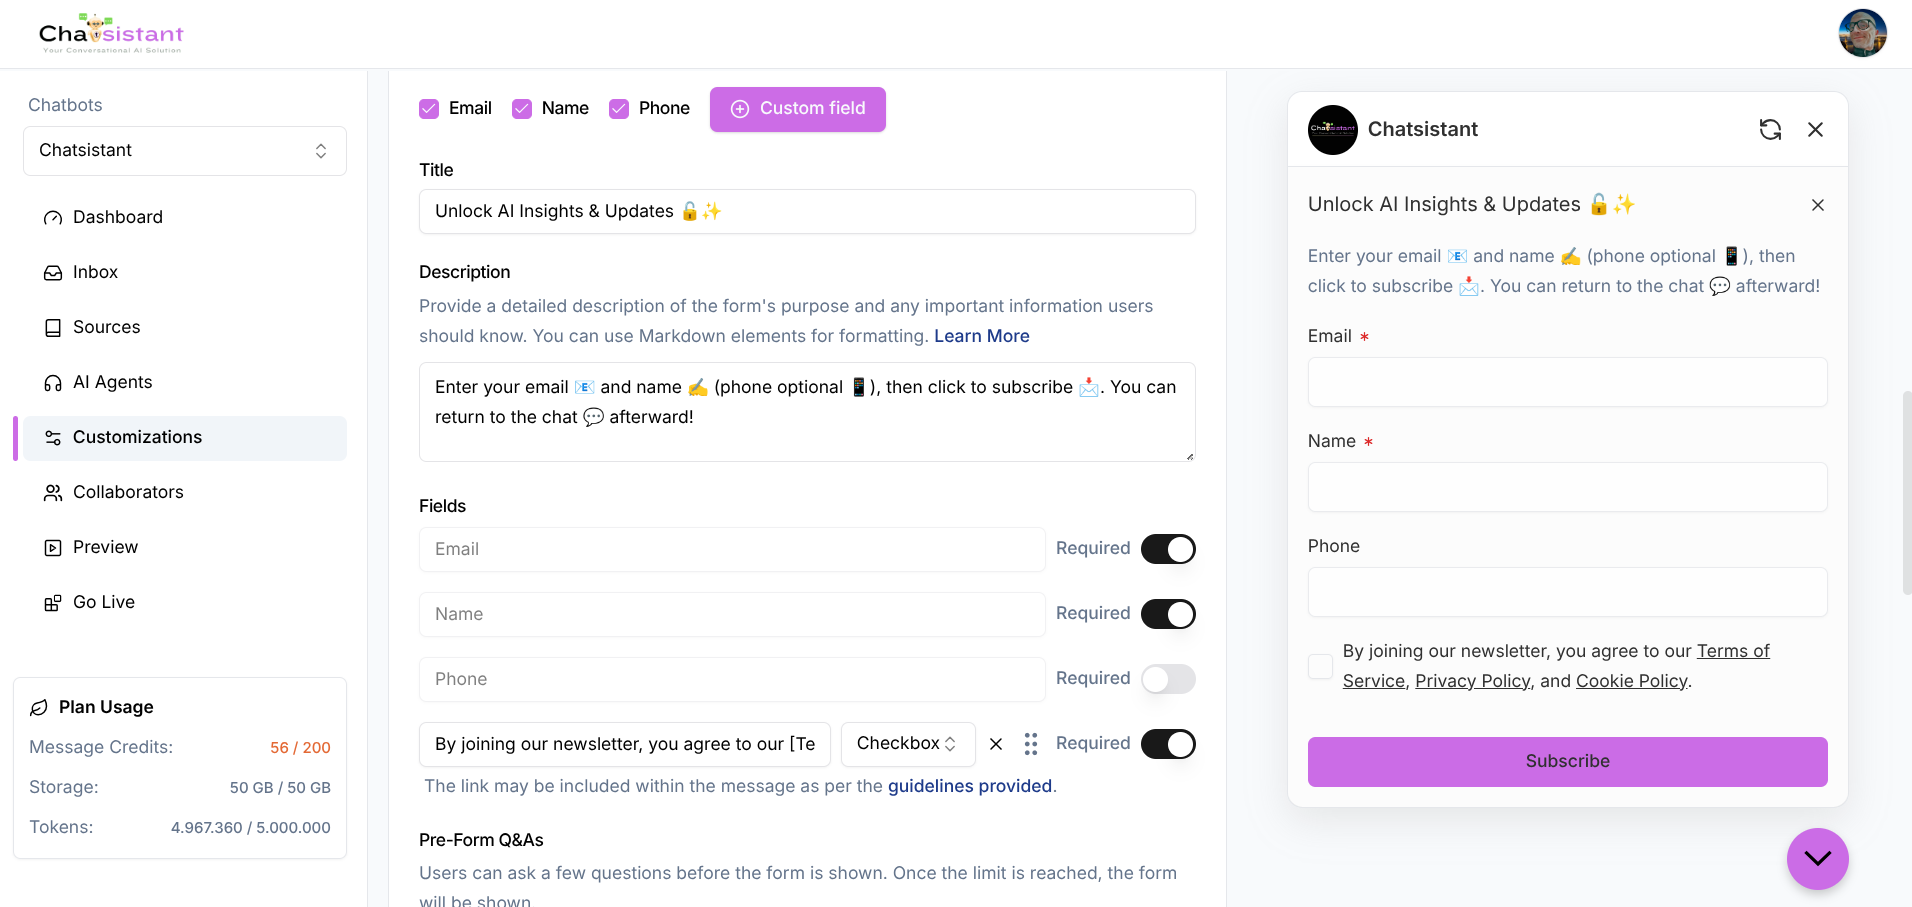 Chatsistant
Your Conversational AI Solution
Chatbots
Chatsistant
Dashboard
Inbox
Sources
AI Agents
Customizations
Collaborators
Preview
Go Live
Plan Usage
Message Credits: 56 / 200
Storage: 50 GB / 50 GB
Tokens: 4.967.360 / 5.000.000
Email Name Phone Custom field
Title
Unlock AI Insights & Updates 🔓✨
Description
Provide a detailed description of the form's purpose and any important information users
should know. You can use Markdown elements for formatting. Learn More
Enter your email 📧 and name ✍️ (phone optional 📱), then click to subscribe 📩. You can
return to the chat 💬 afterward!
Fields
Email Required
Name Required
Phone Required
By joining our newsletter, you agree to our [Te Checkbox Required
The link may be included within the message as per the guidelines provided.
Pre-Form Q&As
Users can ask a few questions before the form is shown. Once the limit is reached, the form
will be shown
Chatsistant
Chatsistant
Unlock AI Insights & Updates 🔓✨
Enter your email 📧 and name ✍️ (phone optional 📱), then
click to subscribe 📩. You can return to the chat 💬 afterward!
Email *
Name *
Phone
By joining our newsletter, you agree to our Terms of
Service, Privacy Policy, and Cookie Policy.
Subscribe